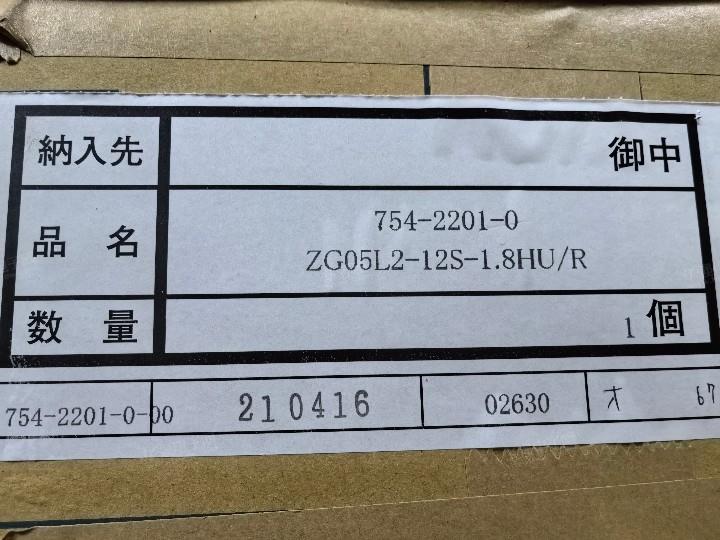 納入先 御中
品 名 754-2201-0
ZG05L2-12S-1.8HU/R
数 量 1 個
754-2201-0-00 210416 02630 オ 67